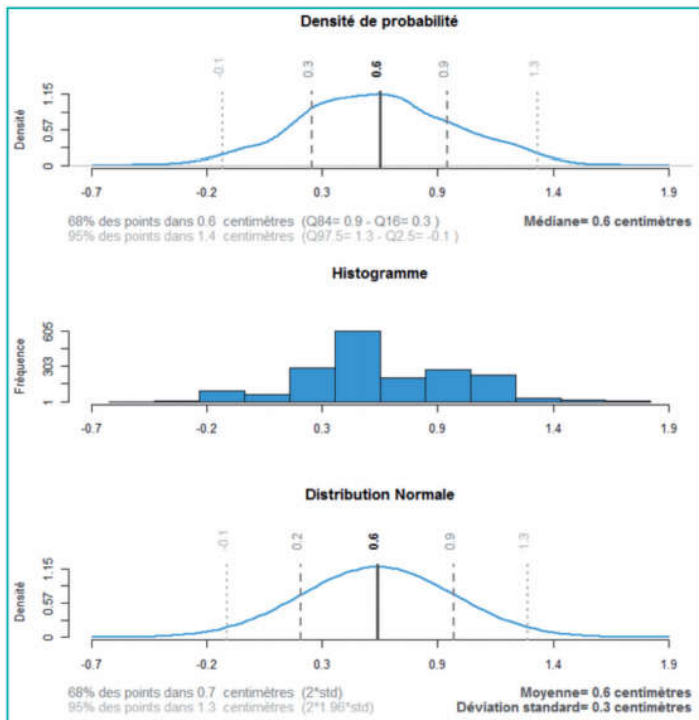 Densité de probabilité
-0.1 0.3 0.6 0.9 1.3
Densité
1.15
0.57
0
-0.7 -0.2 0.3 0.9 1.4 1.9
68% des points dans 0.6 centimètres (Q84= 0.9 - Q16= 0.3 )
95% des points dans 1.4 centimètres (Q97.5= 1.3 - Q2.5= -0.1 )
Médiane= 0.6 centimètres
Histogramme
Fréquence
605
303
1
-0.7 -0.2 0.3 0.9 1.4 1.9
Distribution Normale
-0.1 0.2 0.6 0.9 1.3
Densité
1.15
0.57
0
-0.7 -0.2 0.3 0.9 1.4 1.9
68% des points dans 0.7 centimètres (2*std)
95% des points dans 1.3 centimètres (2*1.96*std)
Moyenne= 0.6 centimètres
Déviation standard= 0.3 centimètres